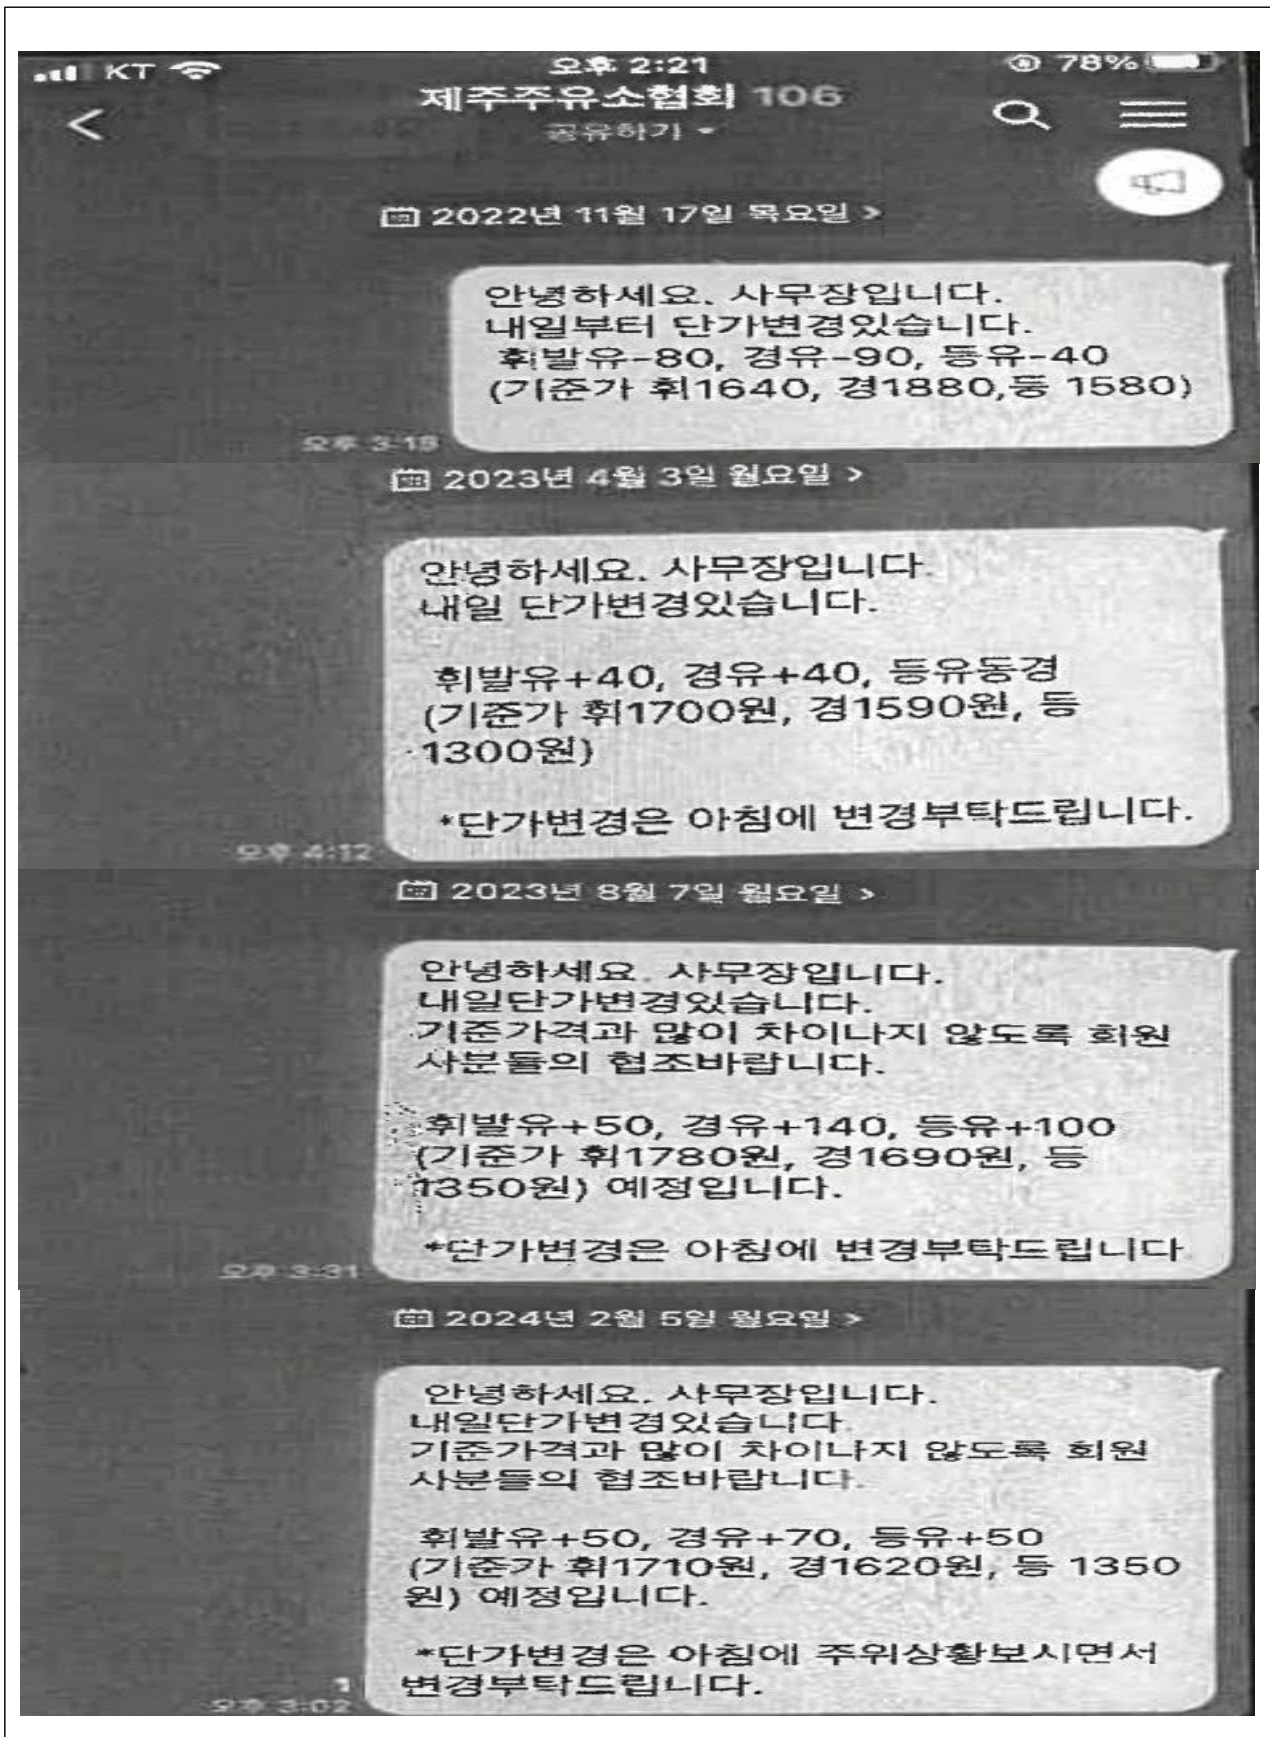 KT 오후 2:21 78%
제주주유소협회 106
공유하기
2022년 11월 17일 목요일 >
안녕하세요. 사무장입니다.
내일부터 단가변경있습니다.
휘발유-80, 경유-90, 등유-40
(기준가 휘1640, 경1880,등 1580)
오후 3:18
2023년 4월 3일 월요일 >
안녕하세요. 사무장입니다.
내일 단가변경있습니다.
휘발유+40, 경유+40, 등유동경
(기준가 휘1700원, 경1590원, 등
1300원)
*단가변경은 아침에 변경부탁드립니다.
오후 4:12
2023년 8월 7일 월요일 >
안녕하세요. 사무장입니다.
내일단가변경있습니다.
기준가격과 많이 차이나지 않도록 회원
사분들의 협조바랍니다.
휘발유+50, 경유+140, 등유+100
(기준가 휘1780원, 경1690원, 등
1350원) 예정입니다.
*단가변경은 아침에 변경부탁드립니다
오후 3:31
2024년 2월 5일 월요일 >
안녕하세요. 사무장입니다.
내일단가변경있습니다.
기준가격과 많이 차이나지 않도록 회원
사분들의 협조바랍니다.
휘발유+50, 경유+70, 등유+50
(기준가 휘1710원, 경1620원, 등 1350
원) 예정입니다.
*단가변경은 아침에 주위상황보시면서
변경부탁드립니다.
1
오후 3:02